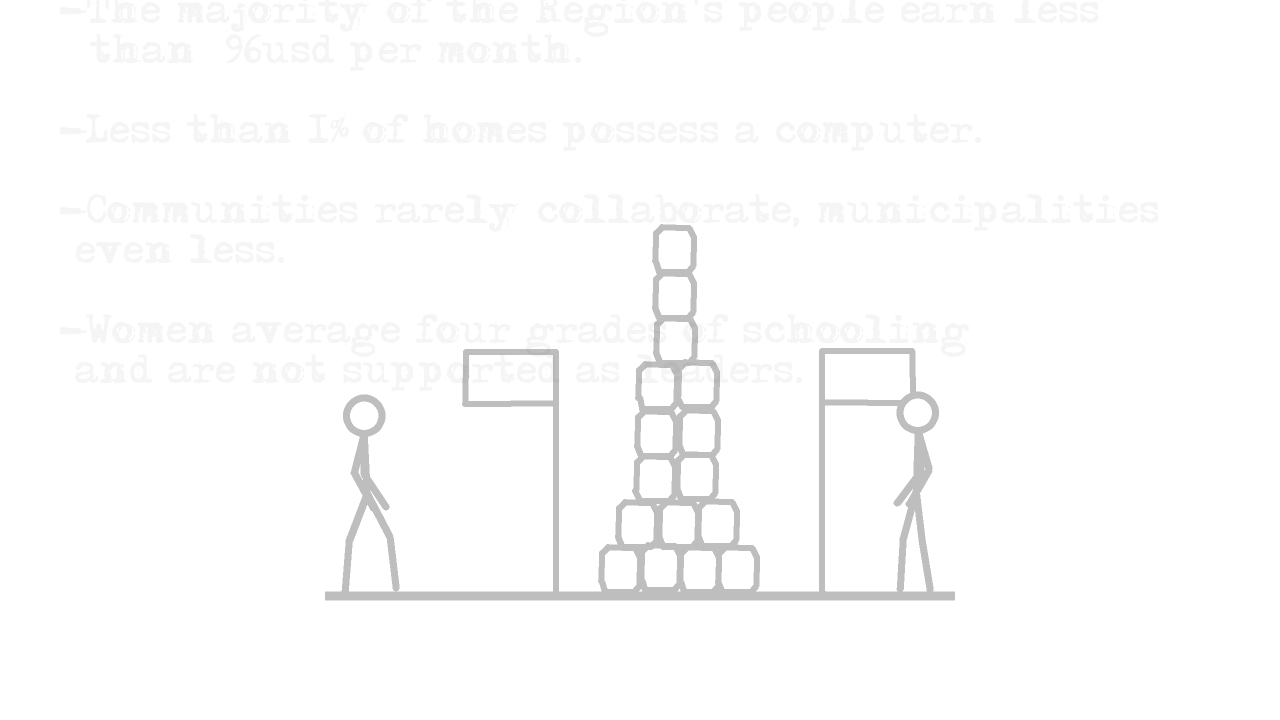 -The majority of the Region's people earn less
than 96usd per month.
-Less than 1% of homes possess a computer.
-Communities rarely collaborate, municipalities
even less.
-Women average four grades of schooling
and are not supported as leaders.